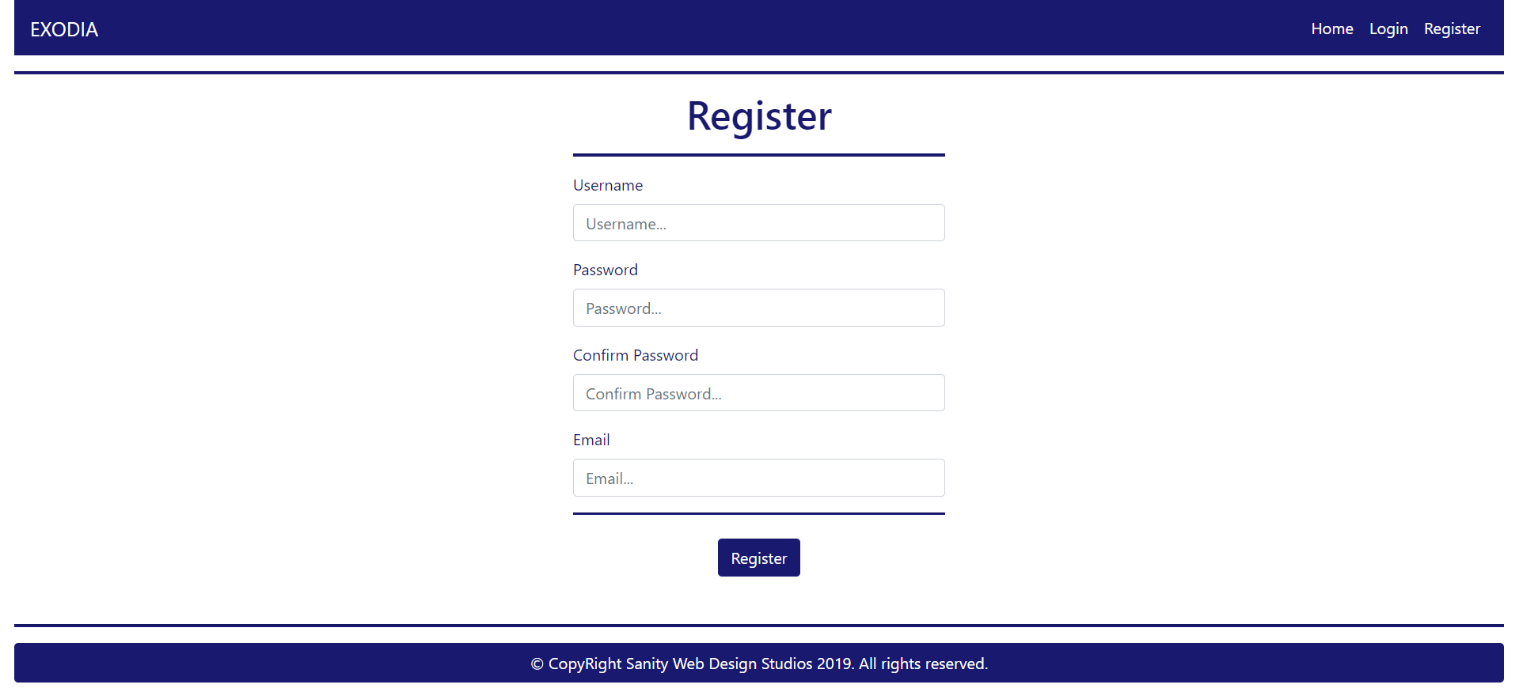 EXODIA
Home Login Register
Register
Username
Username...
Password
Password...
Confirm Password
Confirm Password...
Email
Email...
Register
© CopyRight Sanity Web Design Studios 2019. All rights reserved.